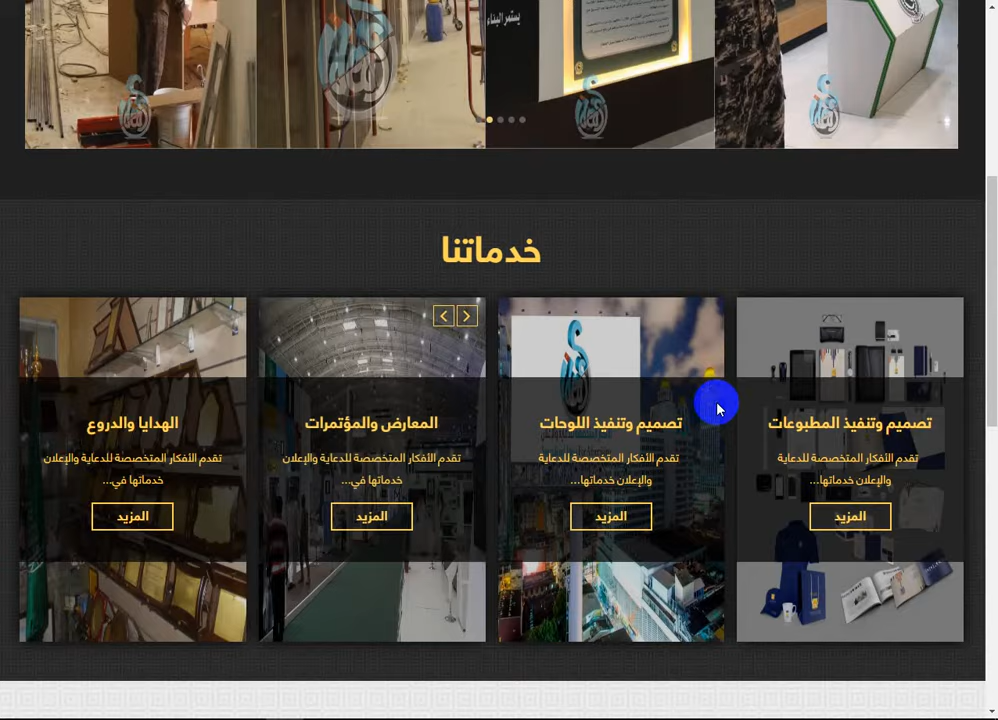 يستمر البناء
خدماتنا
تصميم وتنفيذ المطبوعات
تقدم الأفكار المتخصصة للدعاية
والإعلان خدماتها...
المزيد
تصميم وتنفيذ اللوحات
تقدم الأفكار المتخصصة للدعاية
والإعلان خدماتها...
المزيد
المعارض والمؤتمرات
تقدم الأفكار المتخصصة للدعاية والإعلان
خدماتها في...
المزيد
الهدايا والدروع
تقدم الأفكار المتخصصة للدعاية والإعلان
خدماتها في...
المزيد